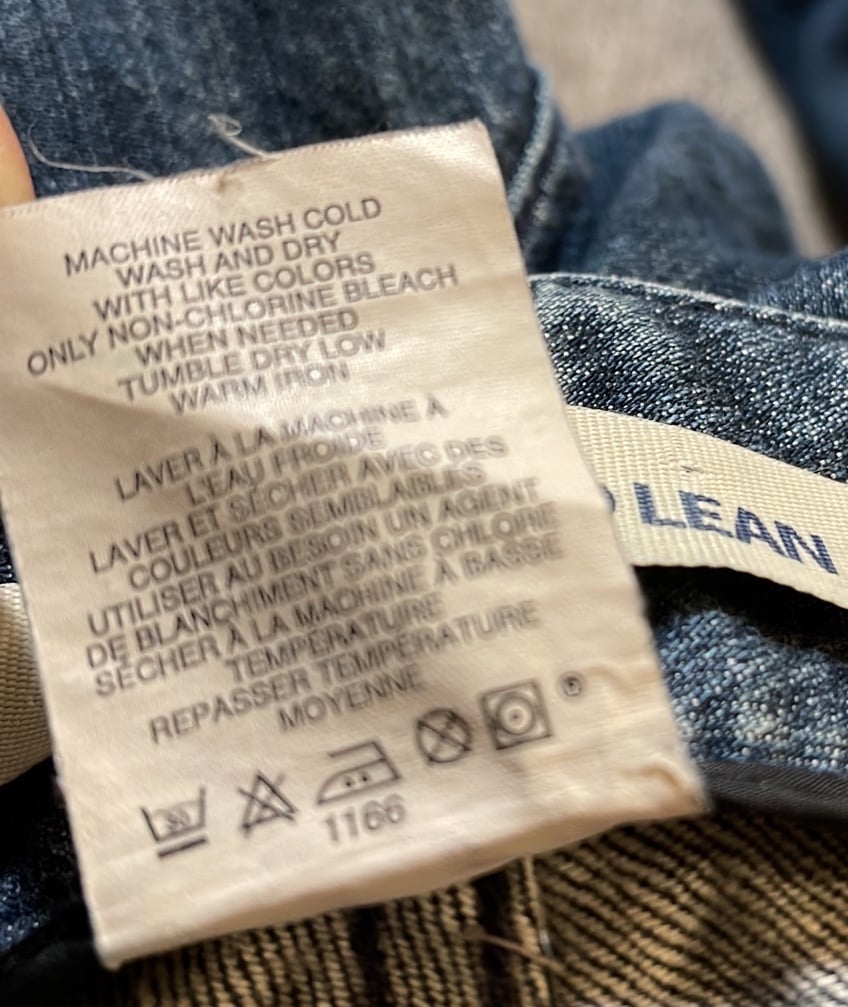 MACHINE WASH COLD
WASH AND DRY
WITH LIKE COLORS
ONLY NON-CHLORINE BLEACH
WHEN NEEDED
TUMBLE DRY LOW
WARM IRON
LAVER À LA MACHINE À
L'EAU FROIDE
LAVER ET SÉCHER AVEC DES
COULEURS SEMBLABLES
UTILISER AU BESOIN UN AGENT
DE BLANCHIMENT SANS CHLORE
SÉCHER À LA MACHINE À BASSE
TEMPÉRATURE
REPASSER TEMPÉRATURE
MOYENNE
30
®
1166
LEAN